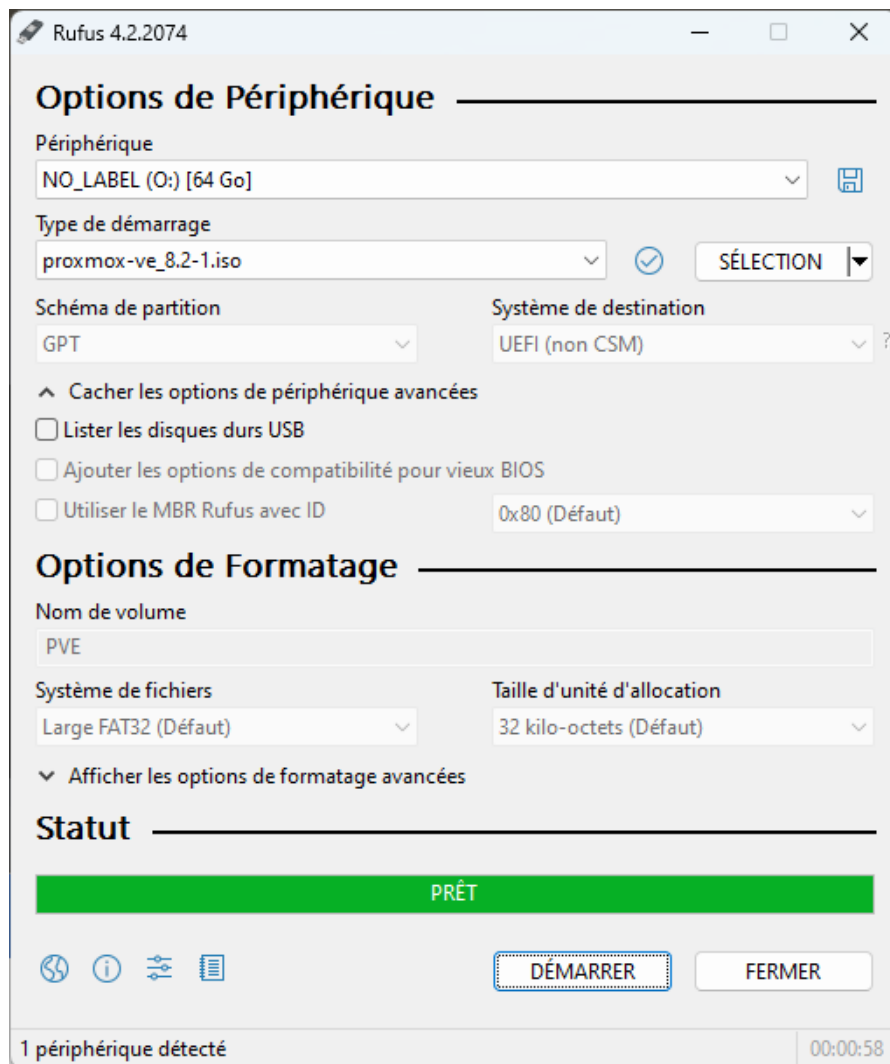 Rufus 4.2.2074
Options de Périphérique
Périphérique
NO_LABEL (O:) [64 Go]
Type de démarrage
proxmox-ve_8.2-1.iso
SÉLECTION
Schéma de partition
Système de destination
GPT
UEFI (non CSM)
?
Cacher les options de périphérique avancées
Lister les disques durs USB
Ajouter les options de compatibilité pour vieux BIOS
Utiliser le MBR Rufus avec ID
0x80 (Défaut)
Options de Formatage
Nom de volume
PVE
Système de fichiers
Taille d'unité d'allocation
Large FAT32 (Défaut)
32 kilo-octets (Défaut)
Afficher les options de formatage avancées
Statut
PRÊT
DÉMARRER
FERMER
1 périphérique détecté
00:00:58